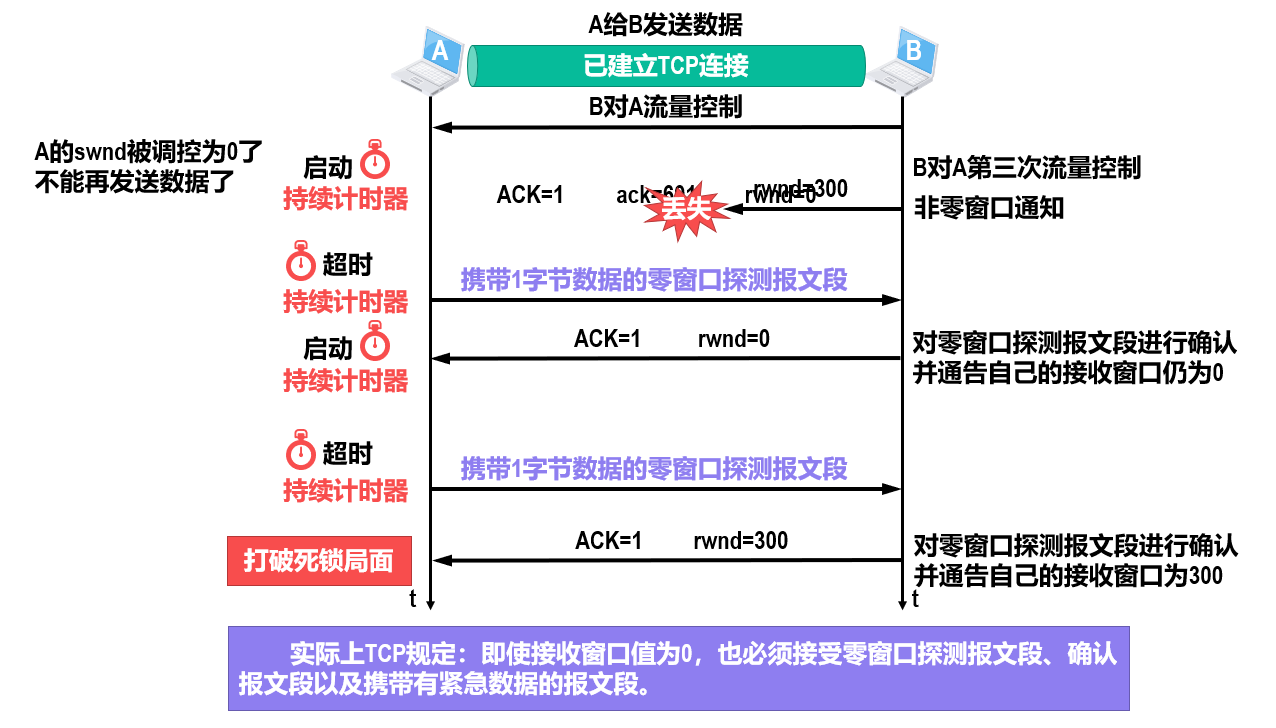 A给B发送数据
A
已建立TCP连接
B
B对A流量控制
A的swnd被调控为0了
不能再发送数据了
启动
持续计时器
B对A第三次流量控制
ACK=1 ack=601 rwnd=0
rwnd=300
丢失
非零窗口通知
超时
持续计时器
携带1字节数据的零窗口探测报文段
启动
持续计时器
ACK=1 rwnd=0
对零窗口探测报文段进行确认
并通告自己的接收窗口仍为0
超时
持续计时器
携带1字节数据的零窗口探测报文段
打破死锁局面
ACK=1 rwnd=300
对零窗口探测报文段进行确认
并通告自己的接收窗口为300
t
t
实际上TCP规定：即使接收窗口值为0，也必须接受零窗口探测报文段、确认
报文段以及携带有紧急数据的报文段。